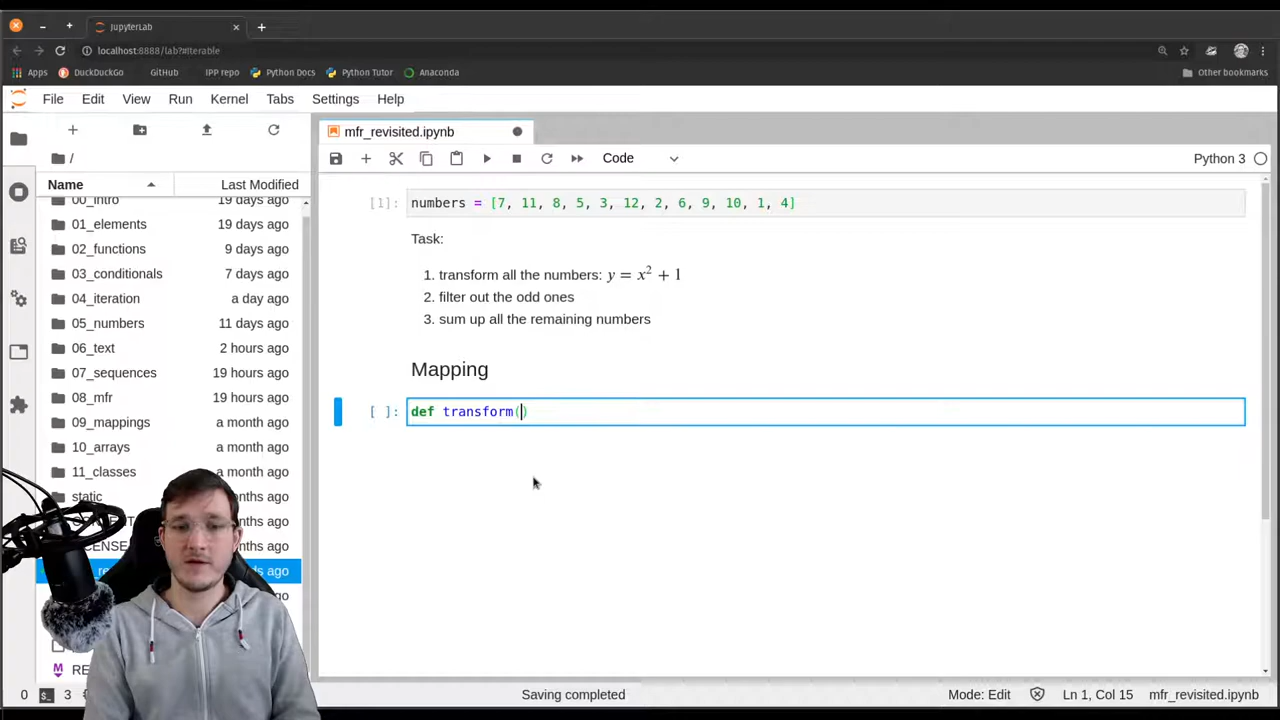 JupyterLab
localhost:8888/lab?#Iterable
Apps DuckDuckGo GitHub IPP repo Python Docs Python Tutor Anaconda Other bookmarks
File Edit View Run Kernel Tabs Settings Help
mfr_revisited.ipynb
/
Code Python 3
Name Last Modified
00_intro 19 days ago
01_elements 19 days ago
02_functions 9 days ago
03_conditionals 7 days ago
04_iteration a day ago
05_numbers 11 days ago
06_text 2 hours ago
07_sequences 19 hours ago
08_mfr 19 hours ago
09_mappings a month ago
10_arrays a month ago
11_classes a month ago
static
ago
[1]: numbers = [7, 11, 8, 5, 3, 12, 2, 6, 9, 10, 1, 4]
Task:
1. transform all the numbers: y = x² + 1
2. filter out the odd ones
3. sum up all the remaining numbers
Mapping
[ ]: def transform()
0 3 Saving completed Mode: Edit Ln 1, Col 15 mfr_revisited.ipynb